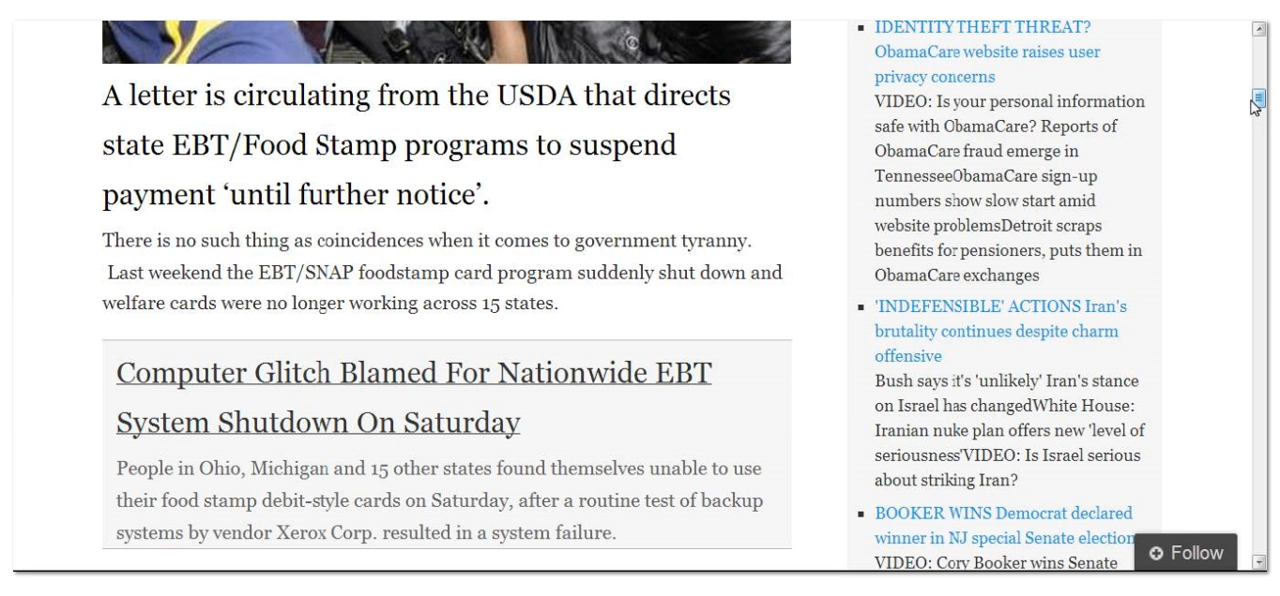 A letter is circulating from the USDA that directs
state EBT/Food Stamp programs to suspend
payment ‘until further notice’.
There is no such thing as coincidences when it comes to government tyranny.
Last weekend the EBT/SNAP foodstamp card program suddenly shut down and
welfare cards were no longer working across 15 states.
Computer Glitch Blamed For Nationwide EBT
System Shutdown On Saturday
People in Ohio, Michigan and 15 other states found themselves unable to use
their food stamp debit-style cards on Saturday, after a routine test of backup
systems by vendor Xerox Corp. resulted in a system failure.
IDENTITY THEFT THREAT?
ObamaCare website raises user
privacy concerns
VIDEO: Is your personal information
safe with ObamaCare? Reports of
ObamaCare fraud emerge in
TennesseeObamaCare sign-up
numbers show slow start amid
website problemsDetroit scraps
benefits for pensioners, puts them in
ObamaCare exchanges
'INDEFENSIBLE' ACTIONS Iran's
brutality continues despite charm
offensive
Bush says it's 'unlikely' Iran's stance
on Israel has changedWhite House:
Iranian nuke plan offers new 'level of
seriousness'VIDEO: Is Israel serious
about striking Iran?
BOOKER WINS Democrat declared
winner in NJ special Senate election
VIDEO: Cory Booker wins Senate
Follow